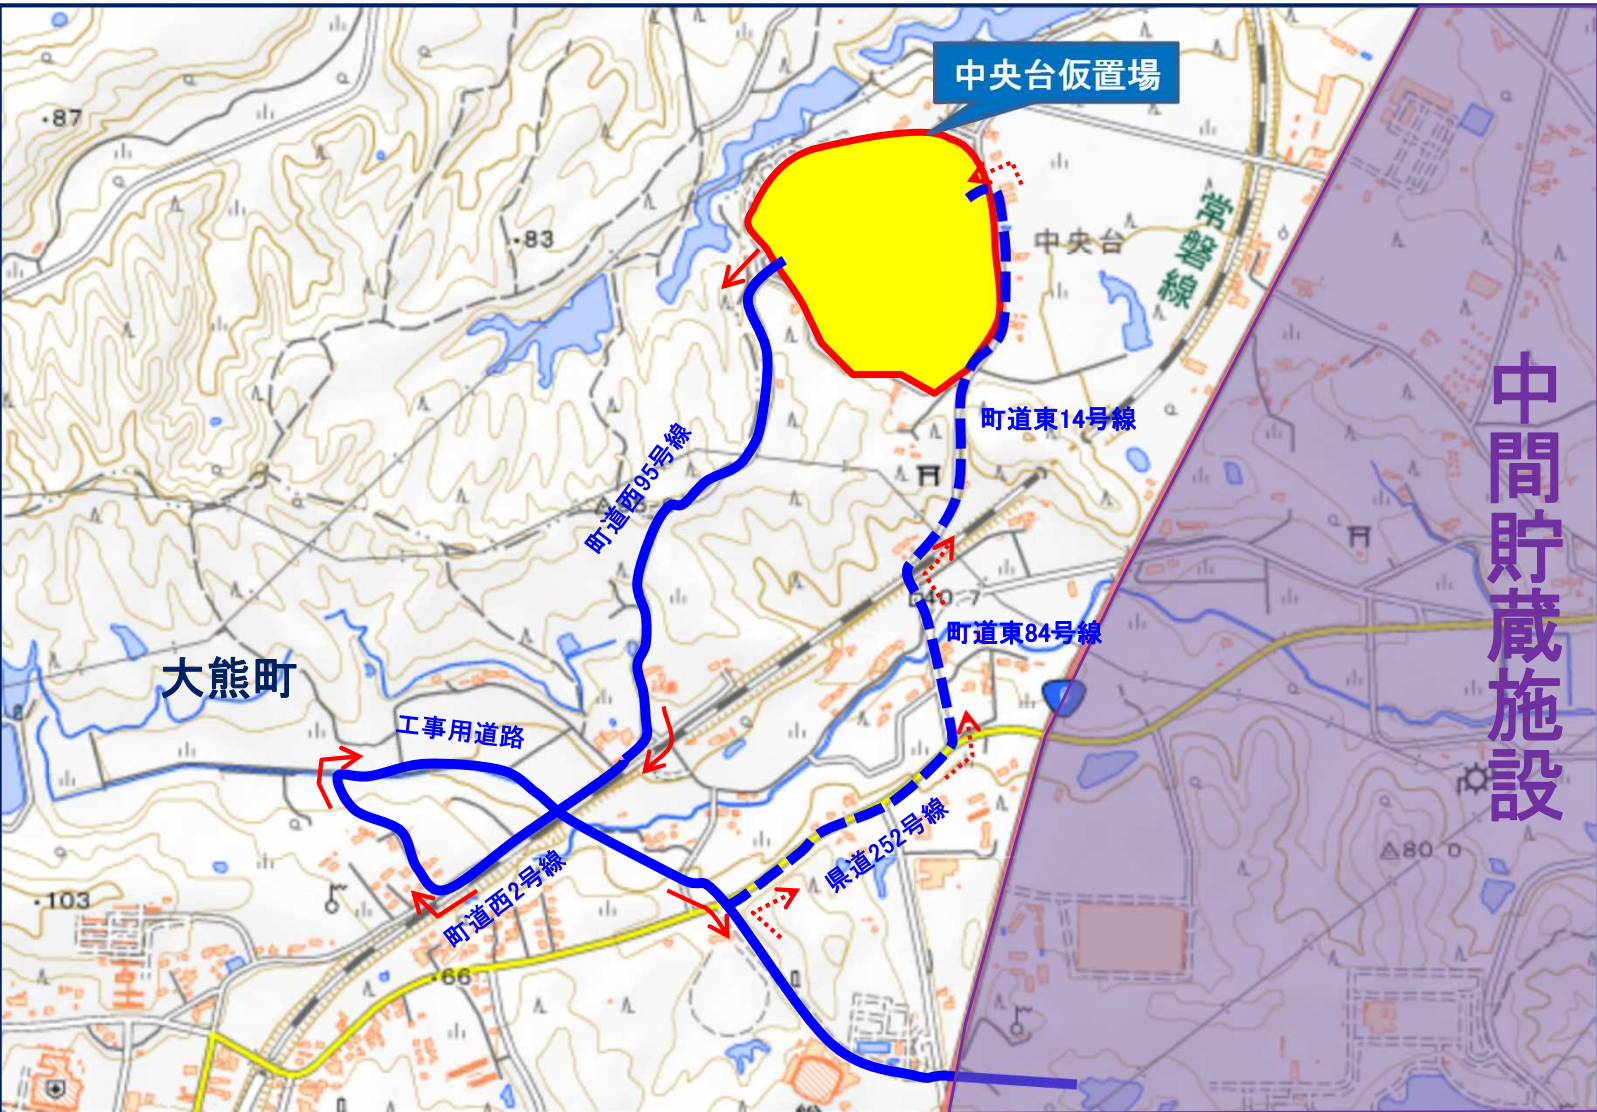 中央台仮置場
・87
常磐線
・83
中央台
中間貯蔵施設
町道東14号線
町道西95号線
40.7
町道東84号線
大熊町
工事用道路
県道252号線
80.0
町道西2号線
・103
・66